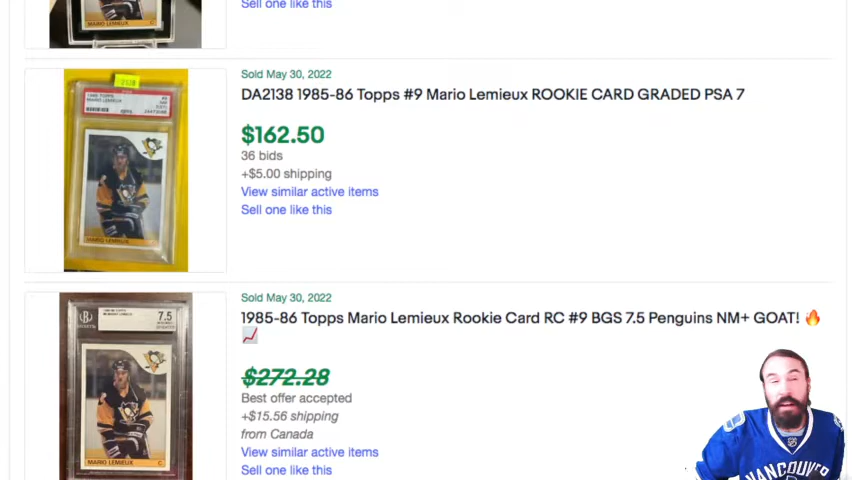 MARIO LEMIEUX C
Sell one like this
Sold May 30, 2022
DA2138 1985-86 Topps #9 Mario Lemieux ROOKIE CARD GRADED PSA 7
$162.50
36 bids
+$5.00 shipping
View similar active items
Sell one like this
MARIO LEMIEUX
Sold May 30, 2022
1985-86 Topps Mario Lemieux Rookie Card RC #9 BGS 7.5 Penguins NM+ GOAT! 🔥
📈
$272.28
Best offer accepted
+$15.56 shipping
from Canada
View similar active items
Sell one like this
7.5
MARIO LEMIEUX C
VANCOUVER